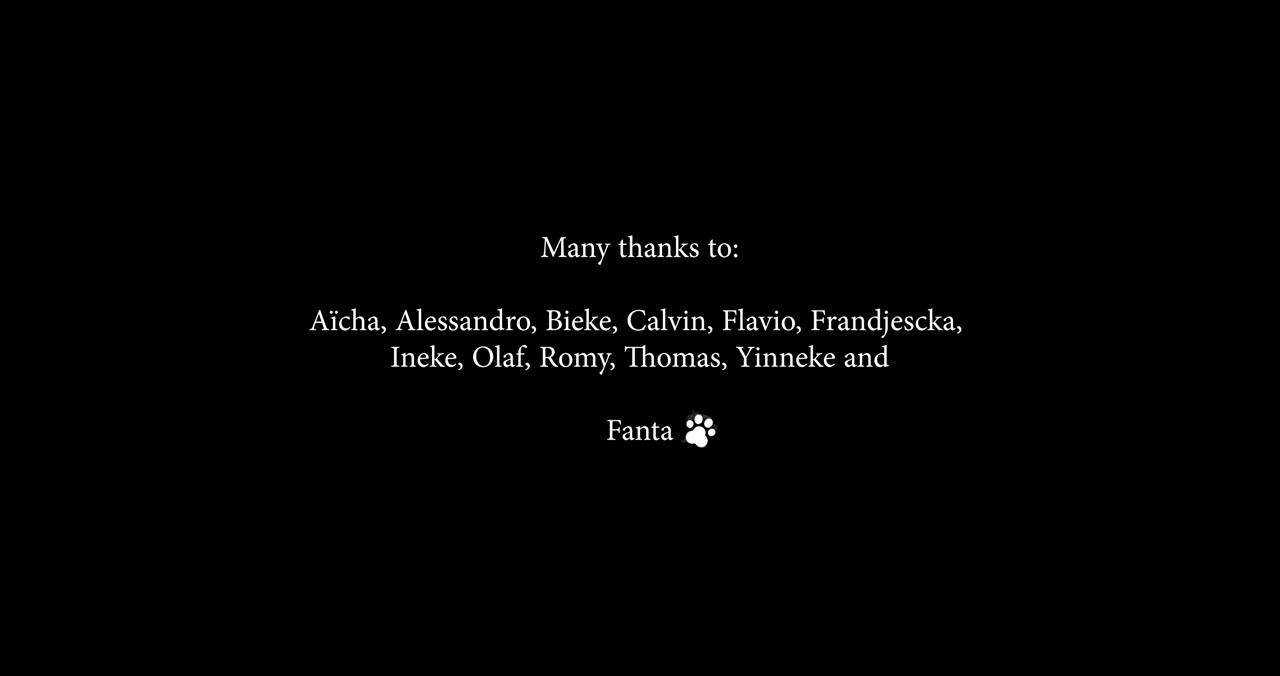 Many thanks to:
Aïcha, Alessandro, Bieke, Calvin, Flavio, Frandjescka,
Ineke, Olaf, Romy, Thomas, Yinneke and
Fanta